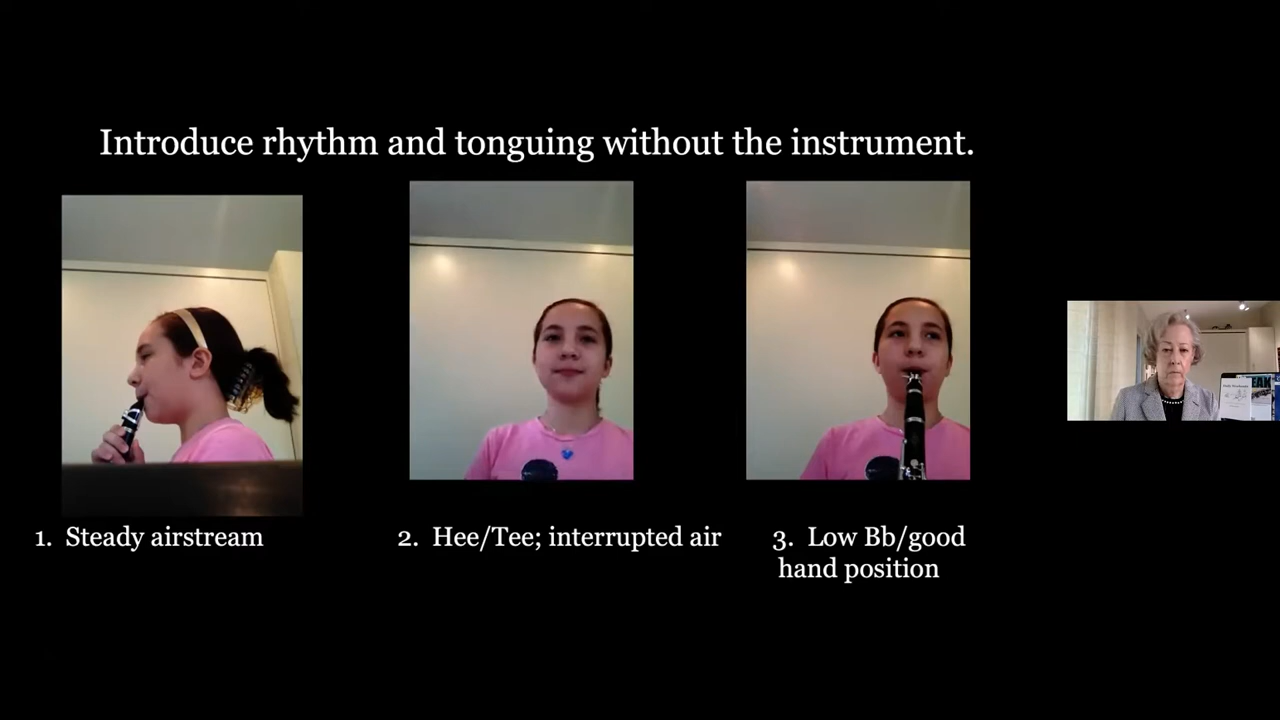 Introduce rhythm and tonguing without the instrument.
1. Steady airstream
2. Hee/Tee; interrupted air
3. Low Bb/good
hand position